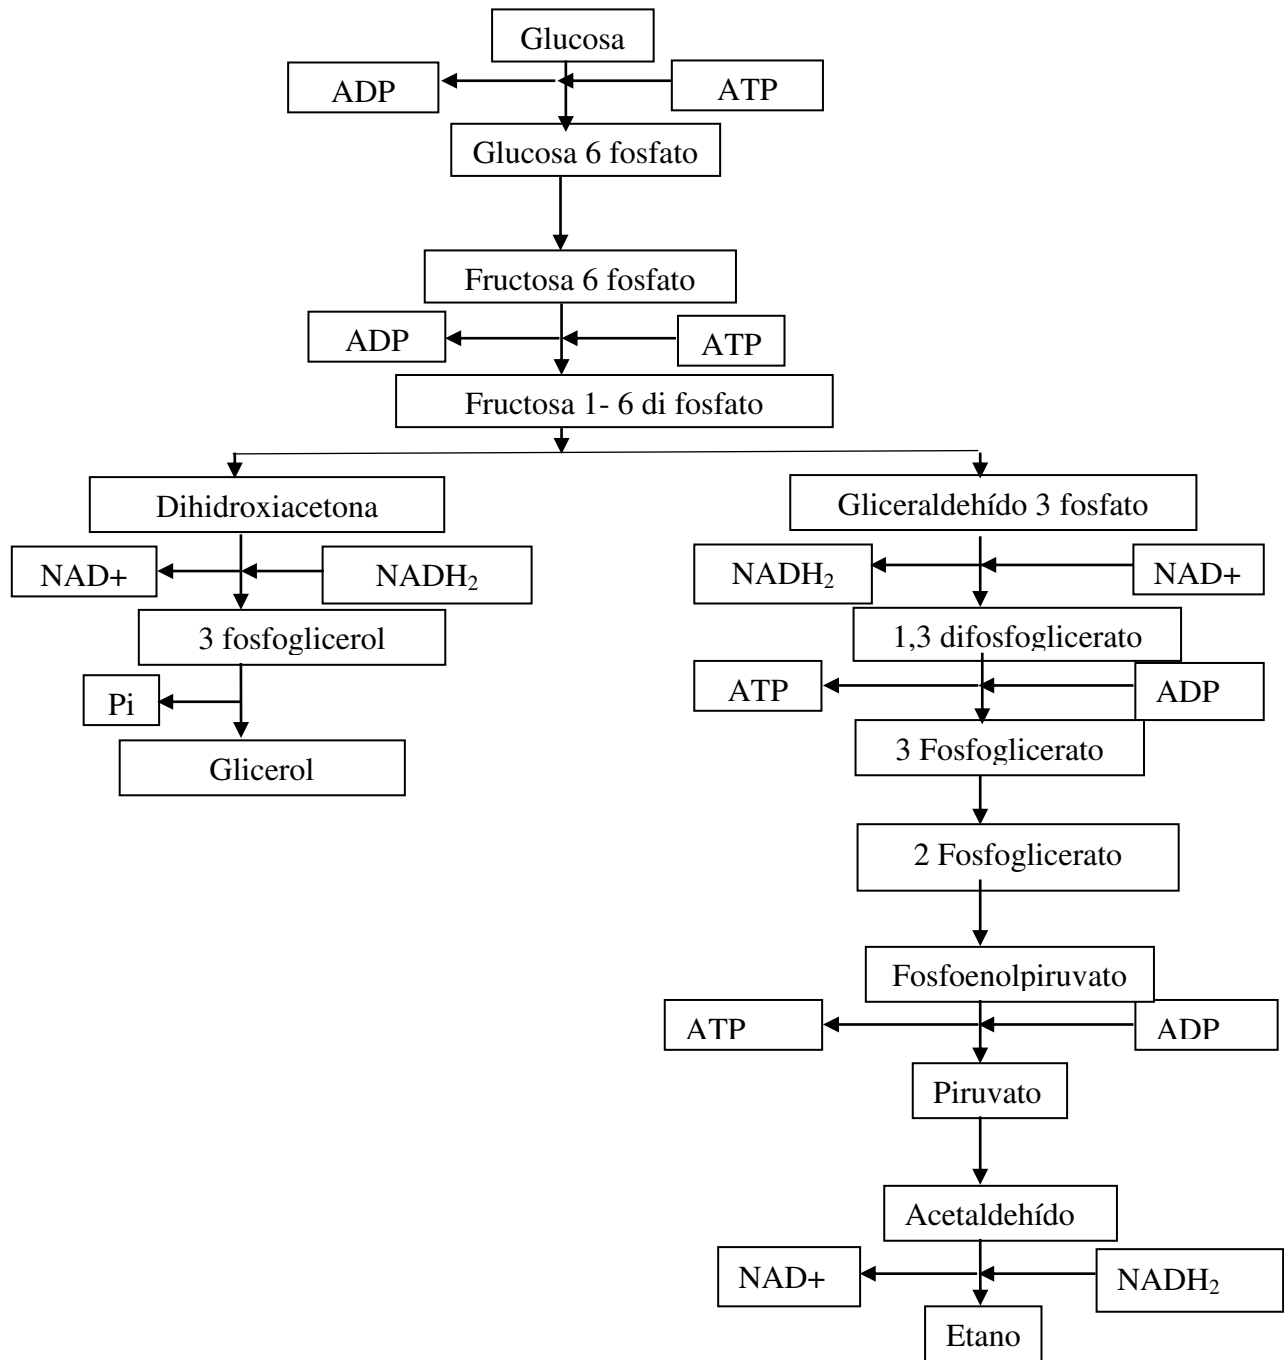 Glucosa
ADP
ATP
Glucosa 6 fosfato
Fructosa 6 fosfato
ADP
ATP
Fructosa 1- 6 di fosfato
Dihidroxiacetona
Gliceraldehído 3 fosfato
NAD+
NADH₂
NADH₂
NAD+
3 fosfoglicerol
1,3 difosfoglicerato
Pi
ATP
ADP
Glicerol
3 Fosfoglicerato
2 Fosfoglicerato
Fosfoenolpiruvato
ATP
ADP
Piruvato
Acetaldehído
NAD+
NADH₂
Etano